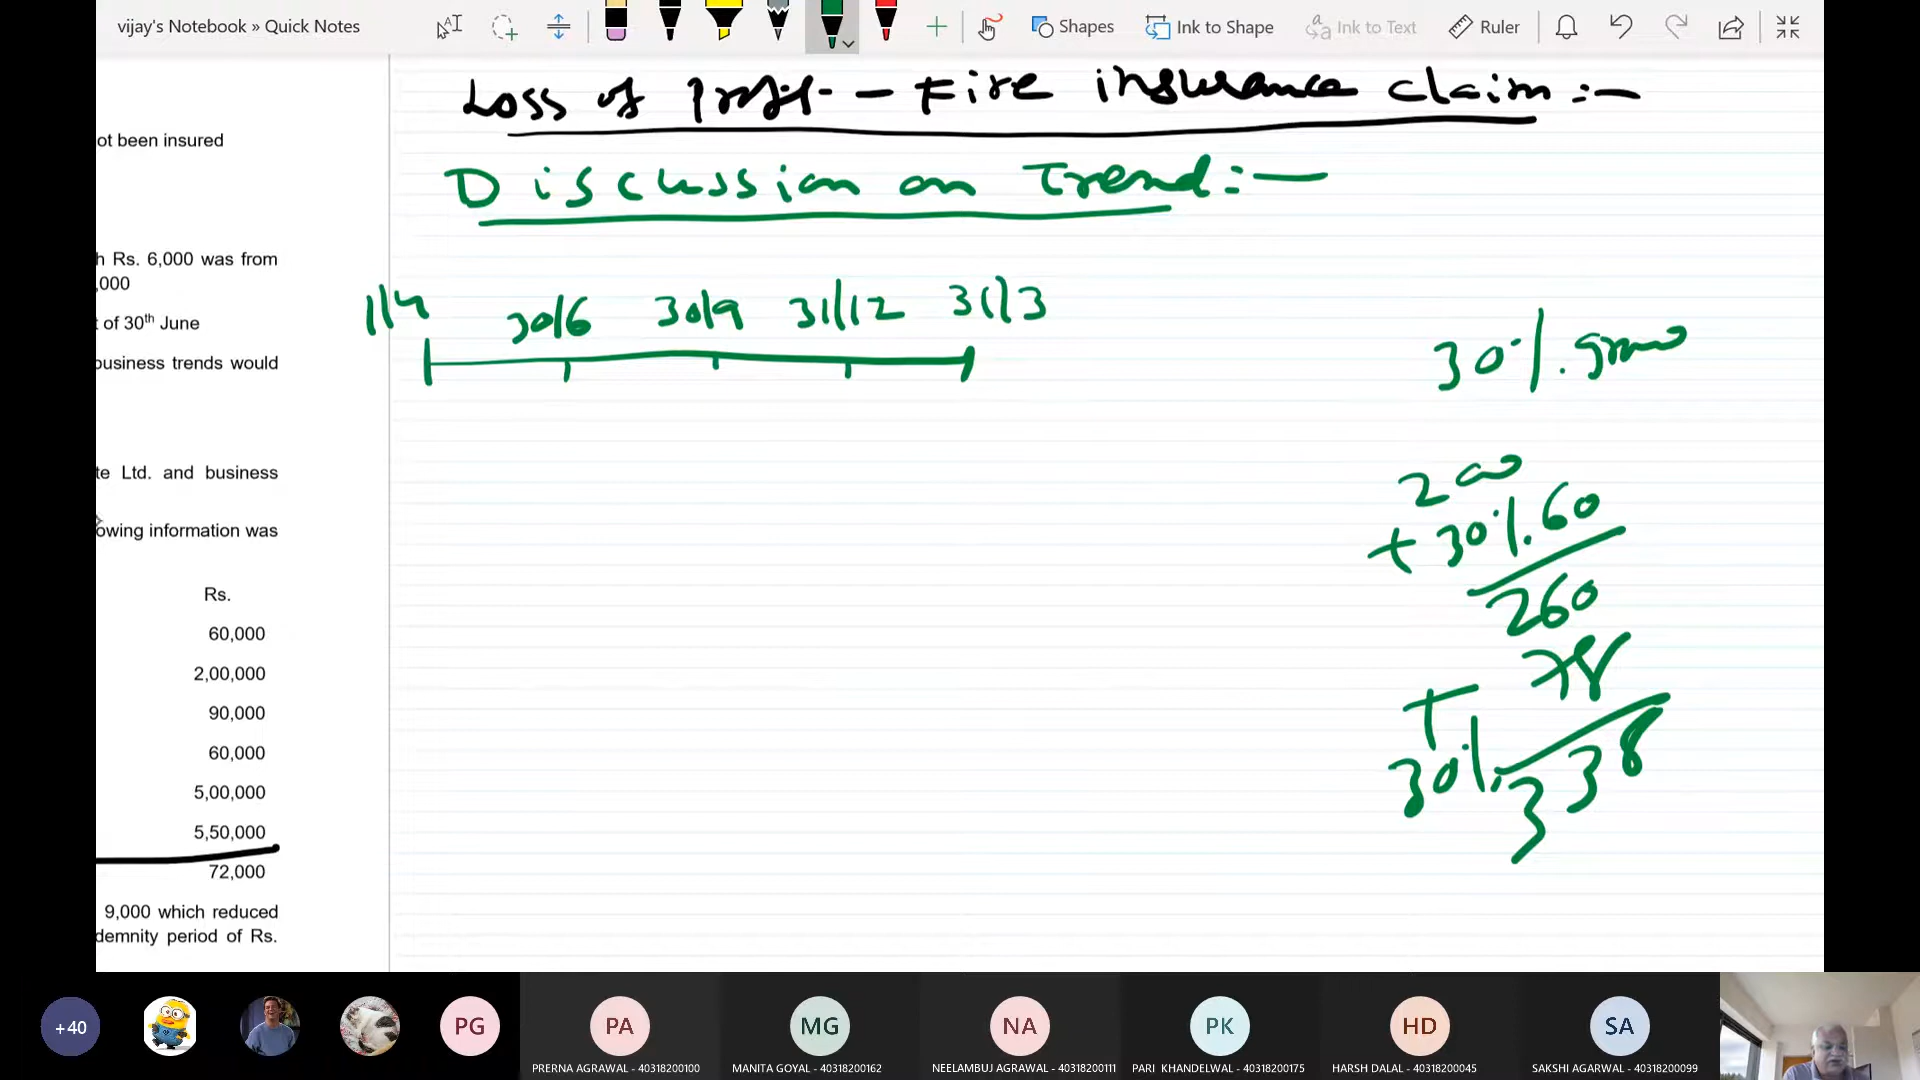 vijay's Notebook » Quick Notes
Shapes
Ink to Shape
Ink to Text
Ruler
ot been insured
h Rs. 6,000 was from
,000
t of 30th June
business trends would
te Ltd. and business
owing information was
Rs.
60,000
2,00,000
90,000
60,000
5,00,000
5,50,000
72,000
9,000 which reduced
demnity period of Rs.
Loss of Profit - Fire insurance claim :-
Discussion on Trend :-
1/4 30/6 30/9 31/12 31/3
30%.
200
+ 30%. 60
260
78
+
30%. 338
+40
PG
PA
MG
NA
PK
HD
SA
PRERNA AGRAWAL - 40318200100
MANITA GOYAL - 40318200162
NEELAMBUJ AGRAWAL - 40318200111
PARI KHANDELWAL - 40318200175
HARSH DALAL - 40318200045
SAKSHI AGARWAL - 40318200099